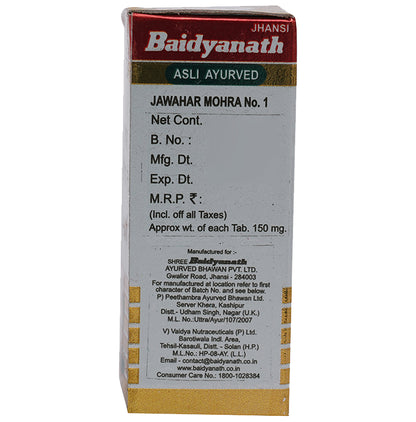 JHANSI
Baidyanath
ASLI AYURVED
JAWAHAR MOHRA No. 1
Net Cont.
B. No. :
Mfg. Dt.
Exp. Dt.
M.R.P. ₹ :
(Incl. off all Taxes)
Approx wt. of each Tab. 150 mg.
Manufactured for :-
SHREE Baidyanath
AYURVED BHAWAN PVT. LTD.
Gwalior Road, Jhansi - 284003
For manufactured at location refer to first
character of Batch No. and see below.
P) Peethambra Ayurved Bhawan Ltd.
Server Khera, Kashipur
Distt.- Udham Singh, Nagar (U.K.)
M.L. No.:Uttra/Ayur/107/2007
V) Vaidya Nutraceuticals (P) Ltd.
Barotiwala Indl. Area,
Tehsil-Kasauli, Distt. - Solan (H.P.)
M.L.No.: HP-08-AY. (L.L.)
Email - contact@baidyanath.co.in
baidyanath.co.in
Consumer Care No.: 1800-1028384